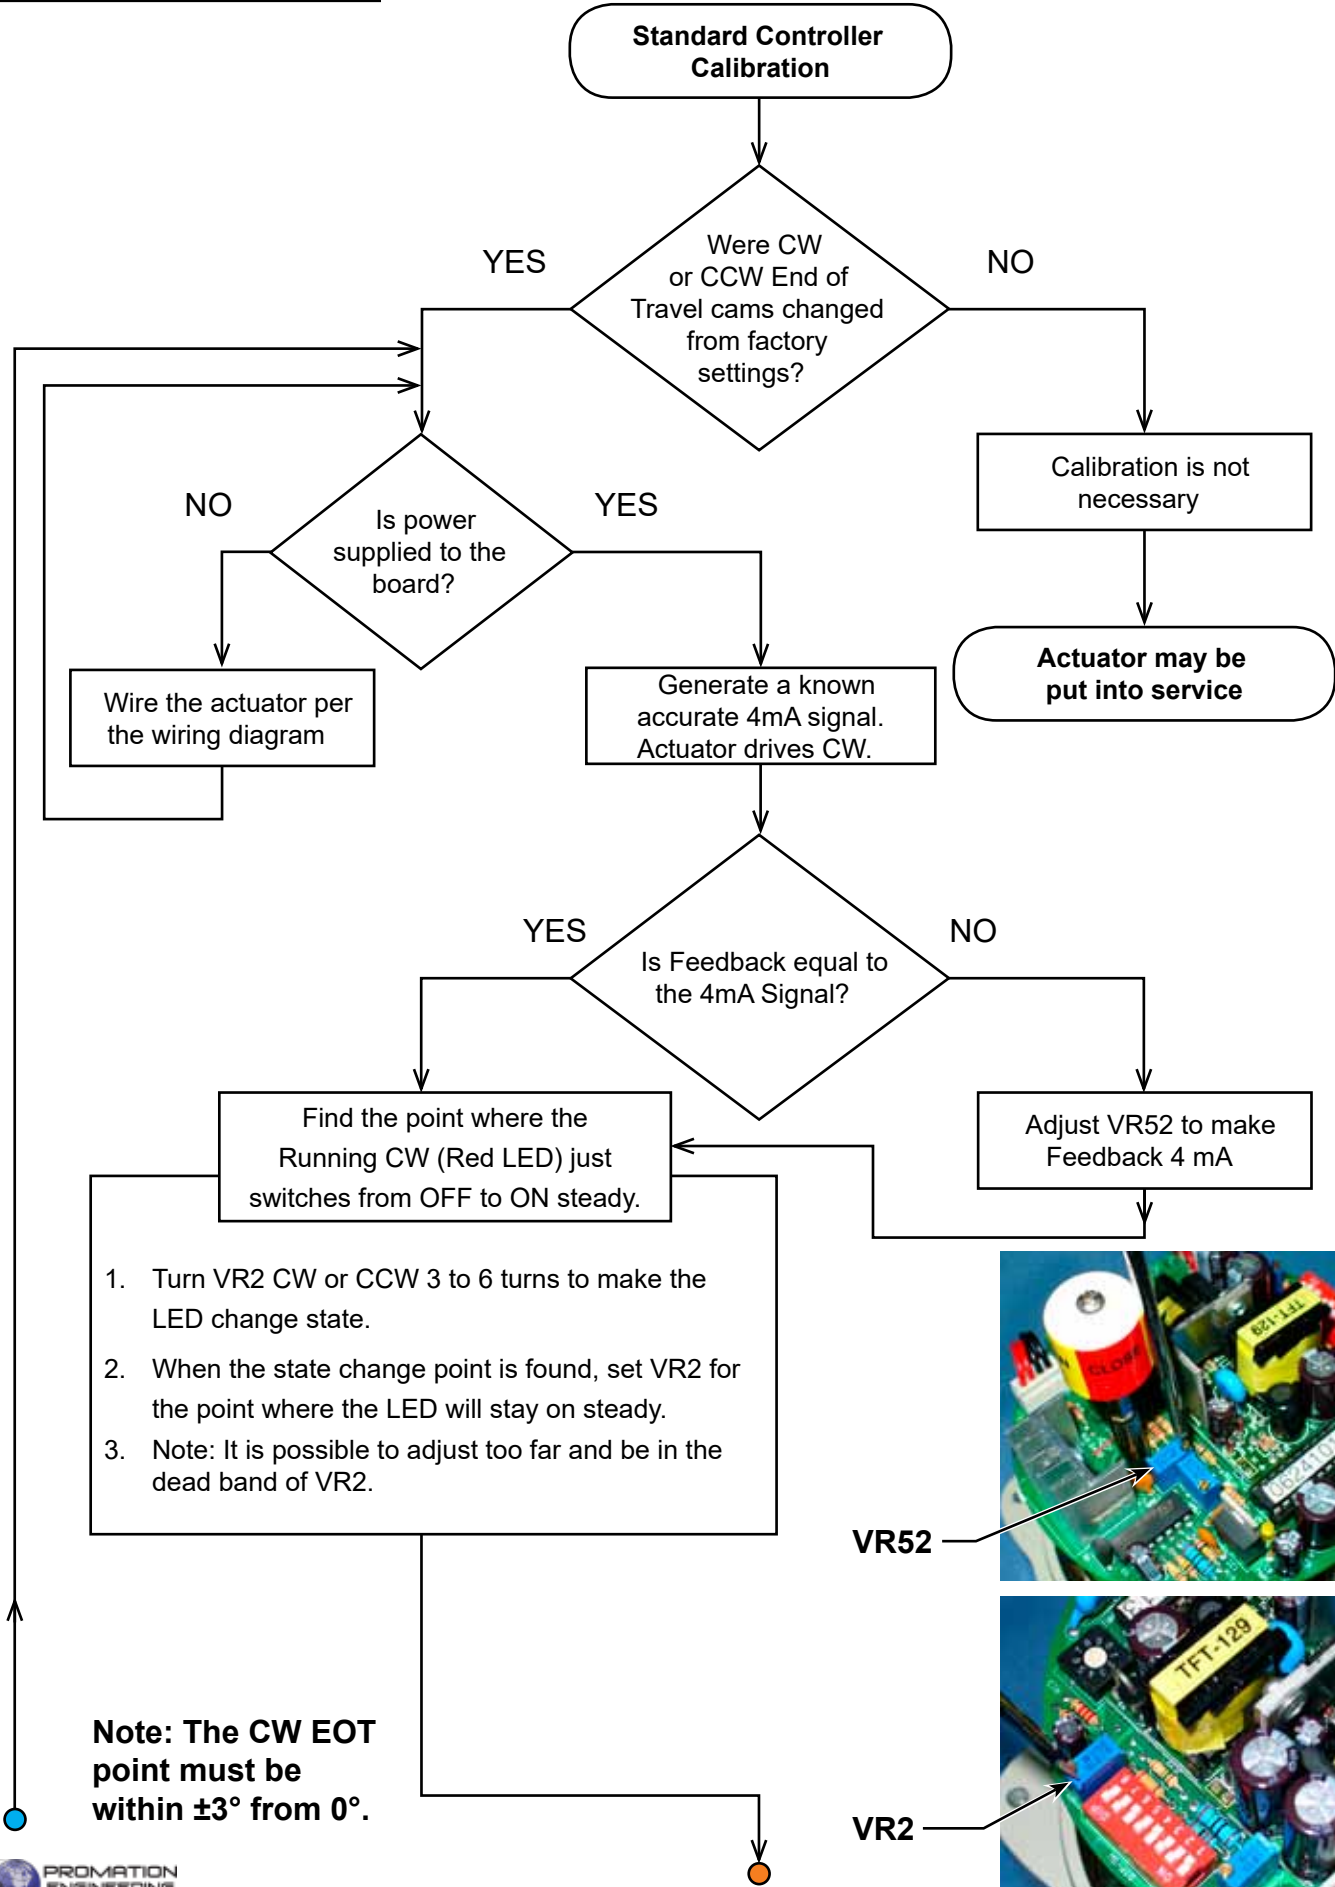 Standard Controller
Calibration
Were CW
or CCW End of
Travel cams changed
from factory
settings?
YES
NO
Calibration is not
necessary
Actuator may be
put into service
Is power
supplied to the
board?
NO
YES
Wire the actuator per
the wiring diagram
Generate a known
accurate 4mA signal.
Actuator drives CW.
Is Feedback equal to
the 4mA Signal?
YES
NO
Find the point where the
Running CW (Red LED) just
switches from OFF to ON steady.
Adjust VR52 to make
Feedback 4 mA
1. Turn VR2 CW or CCW 3 to 6 turns to make the
LED change state.
2. When the state change point is found, set VR2 for
the point where the LED will stay on steady.
3. Note: It is possible to adjust too far and be in the
dead band of VR2.
CLOSE
TFT-129
062410
VR52
TFT-129
VR2
Note: The CW EOT
point must be
within ±3° from 0°.
PROMATION
ENGINEERING